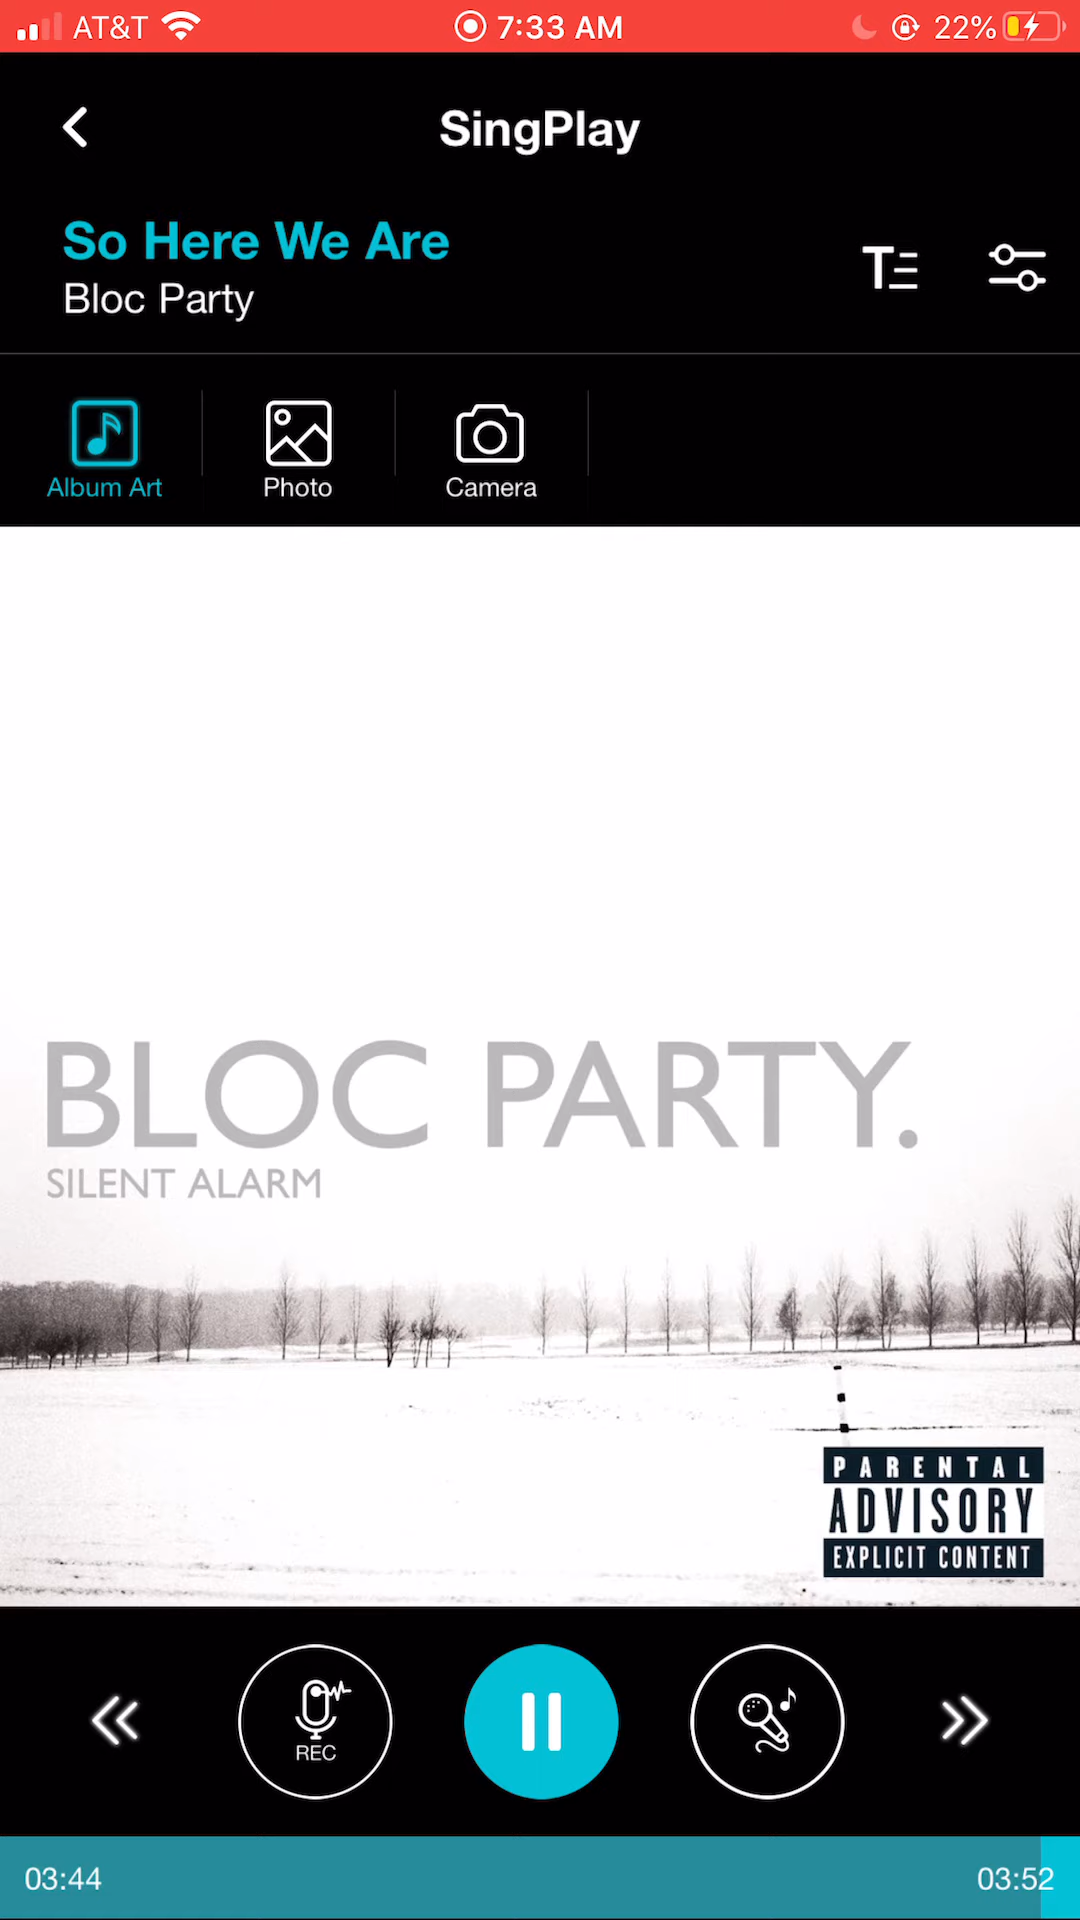 AT&T 7:33 AM 22%
SingPlay
So Here We Are
Bloc Party
T
Album Art Photo Camera
BLOC PARTY.
SILENT ALARM
PARENTAL
ADVISORY
EXPLICIT CONTENT
REC
03:44 03:52